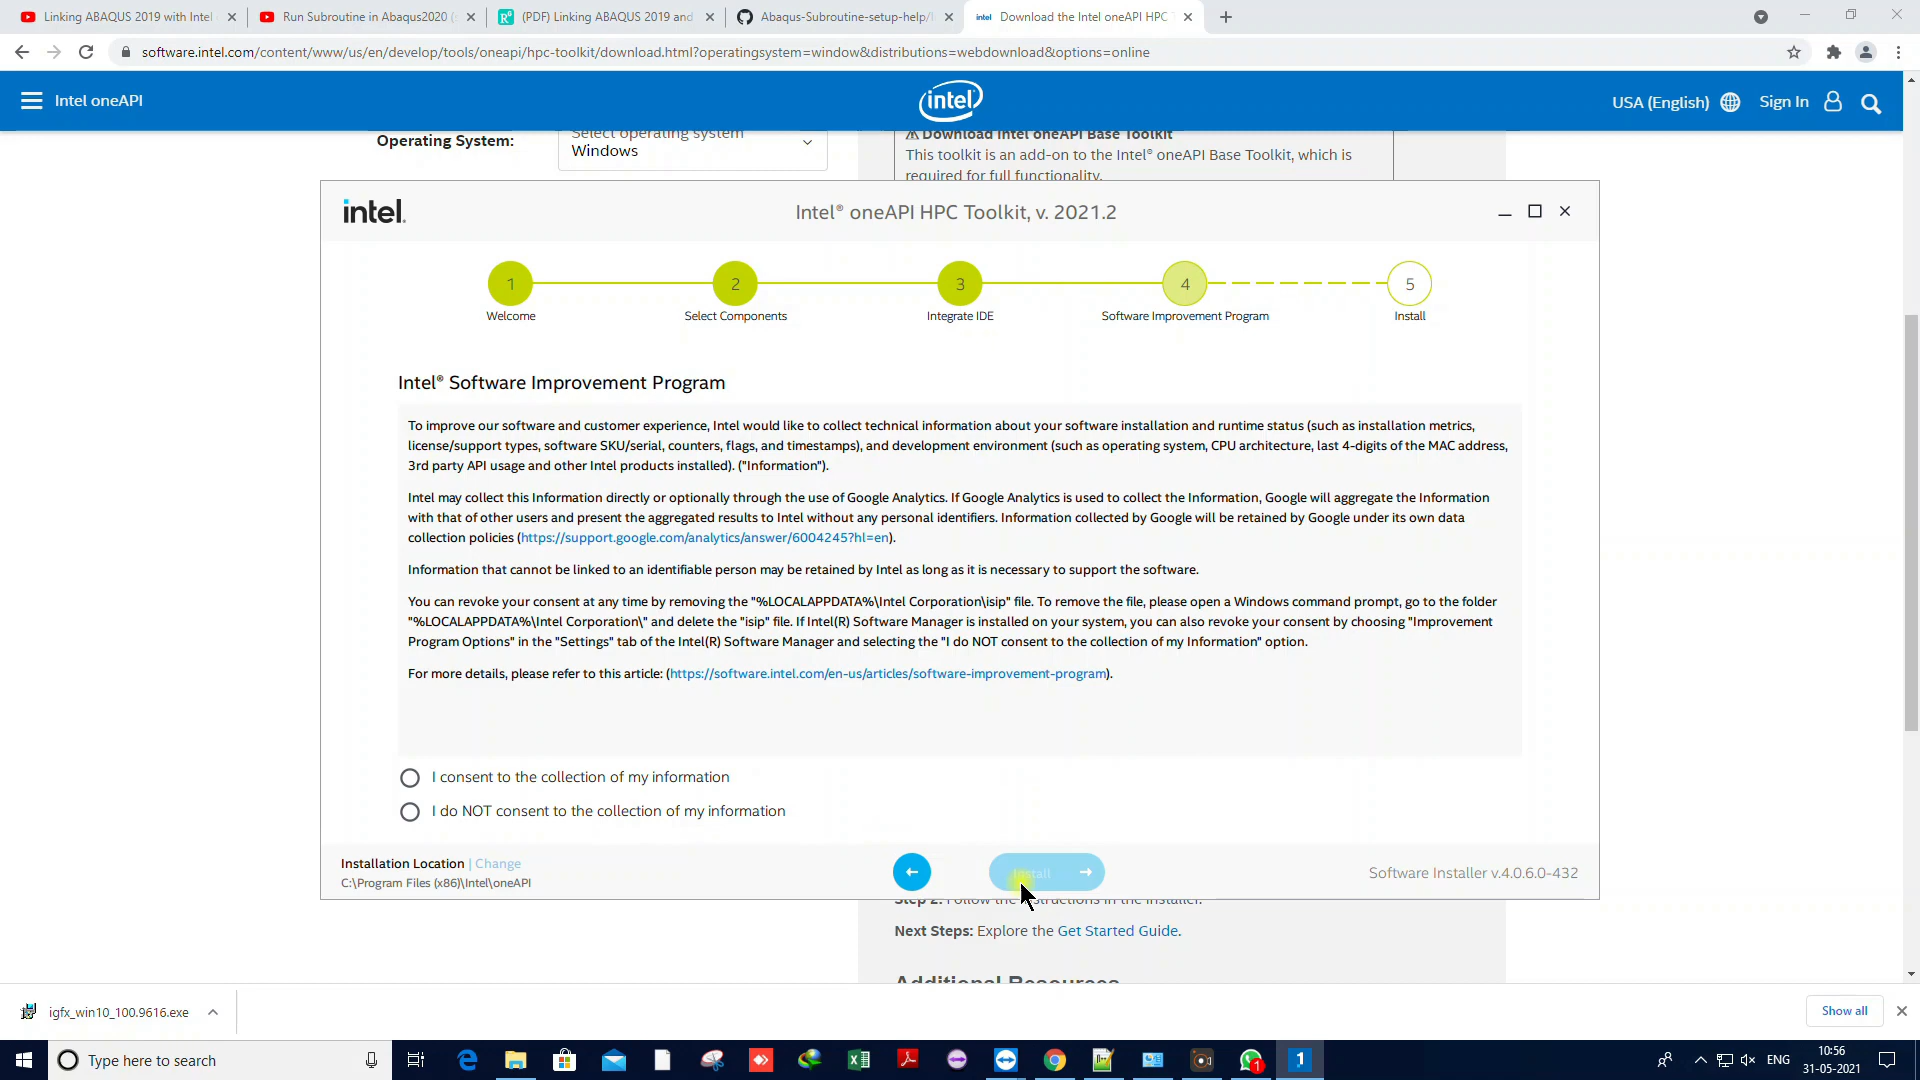 Linking ABAQUS 2019 with Intel
Run Subroutine in Abaqus2020 (
(PDF) Linking ABAQUS 2019 and
Abaqus-Subroutine-setup-help/
intel Download the Intel oneAPI HPC
software.intel.com/content/www/us/en/develop/tools/oneapi/hpc-toolkit/download.html?operatingsystem=window&distributions=webdownload&options=online
Intel oneAPI
intel
USA (English)
Sign In
Operating System:
Select operating system
Windows
Download Intel oneAPI Base Toolkit
This toolkit is an add-on to the Intel® oneAPI Base Toolkit, which is
required for full functionality.
intel.
Intel® oneAPI HPC Toolkit, v. 2021.2
1
2
3
4
5
Welcome
Select Components
Integrate IDE
Software Improvement Program
Install
Intel® Software Improvement Program
To improve our software and customer experience, Intel would like to collect technical information about your software installation and runtime status (such as installation metrics,
license/support types, software SKU/serial, counters, flags, and timestamps), and development environment (such as operating system, CPU architecture, last 4-digits of the MAC address,
3rd party API usage and other Intel products installed). ("Information").
Intel may collect this Information directly or optionally through the use of Google Analytics. If Google Analytics is used to collect the Information, Google will aggregate the Information
with that of other users and present the aggregated results to Intel without any personal identifiers. Information collected by Google will be retained by Google under its own data
collection policies (https://support.google.com/analytics/answer/6004245?hl=en).
Information that cannot be linked to an identifiable person may be retained by Intel as long as it is necessary to support the software.
You can revoke your consent at any time by removing the "%LOCALAPPDATA%\Intel Corporation\isip" file. To remove the file, please open a Windows command prompt, go to the folder
"%LOCALAPPDATA%\Intel Corporation\" and delete the "isip" file. If Intel(R) Software Manager is installed on your system, you can also revoke your consent by choosing "Improvement
Program Options" in the "Settings" tab of the Intel(R) Software Manager and selecting the "I do NOT consent to the collection of my Information" option.
For more details, please refer to this article: (https://software.intel.com/en-us/articles/software-improvement-program).
I consent to the collection of my information
I do NOT consent to the collection of my information
Installation Location | Change
C:\Program Files (x86)\Intel\oneAPI
Install
Software Installer v.4.0.6.0-432
Step 2. Follow the instructions in the installer.
Next Steps: Explore the Get Started Guide.
Additional Resources
igfx_win10_100.9616.exe
Show all
Type here to search
1
1
ENG
10:56
31-05-2021